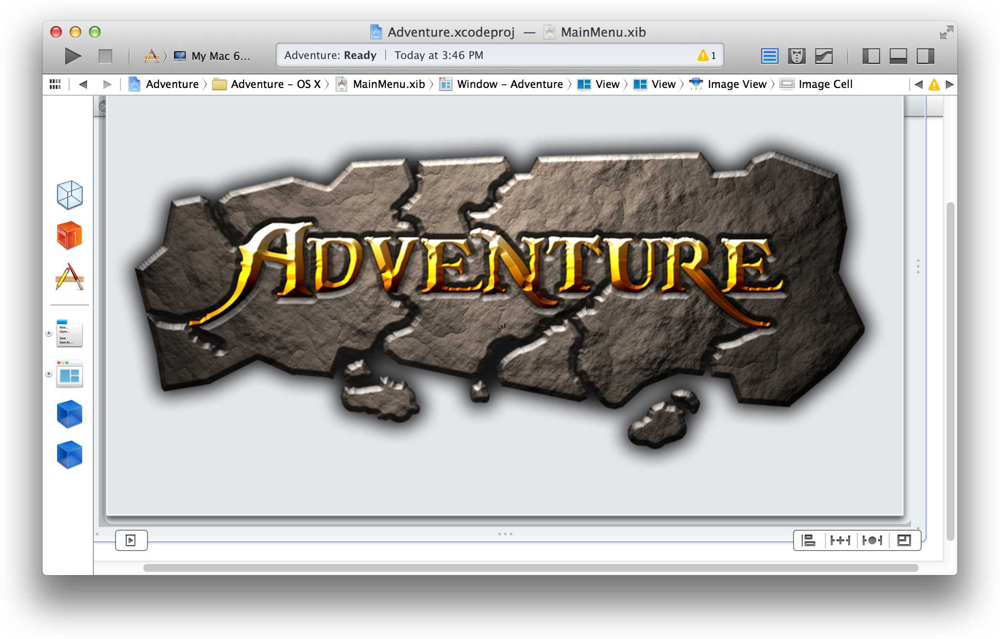 Adventure.xcodeproj — MainMenu.xib
My Mac 6...
Adventure: Ready | Today at 3:46 PM
1
Adventure Adventure – OS X MainMenu.xib Window – Adventure View View Image View Image Cell
ADVENTURE
1
New...
Open...
Save
Save As...